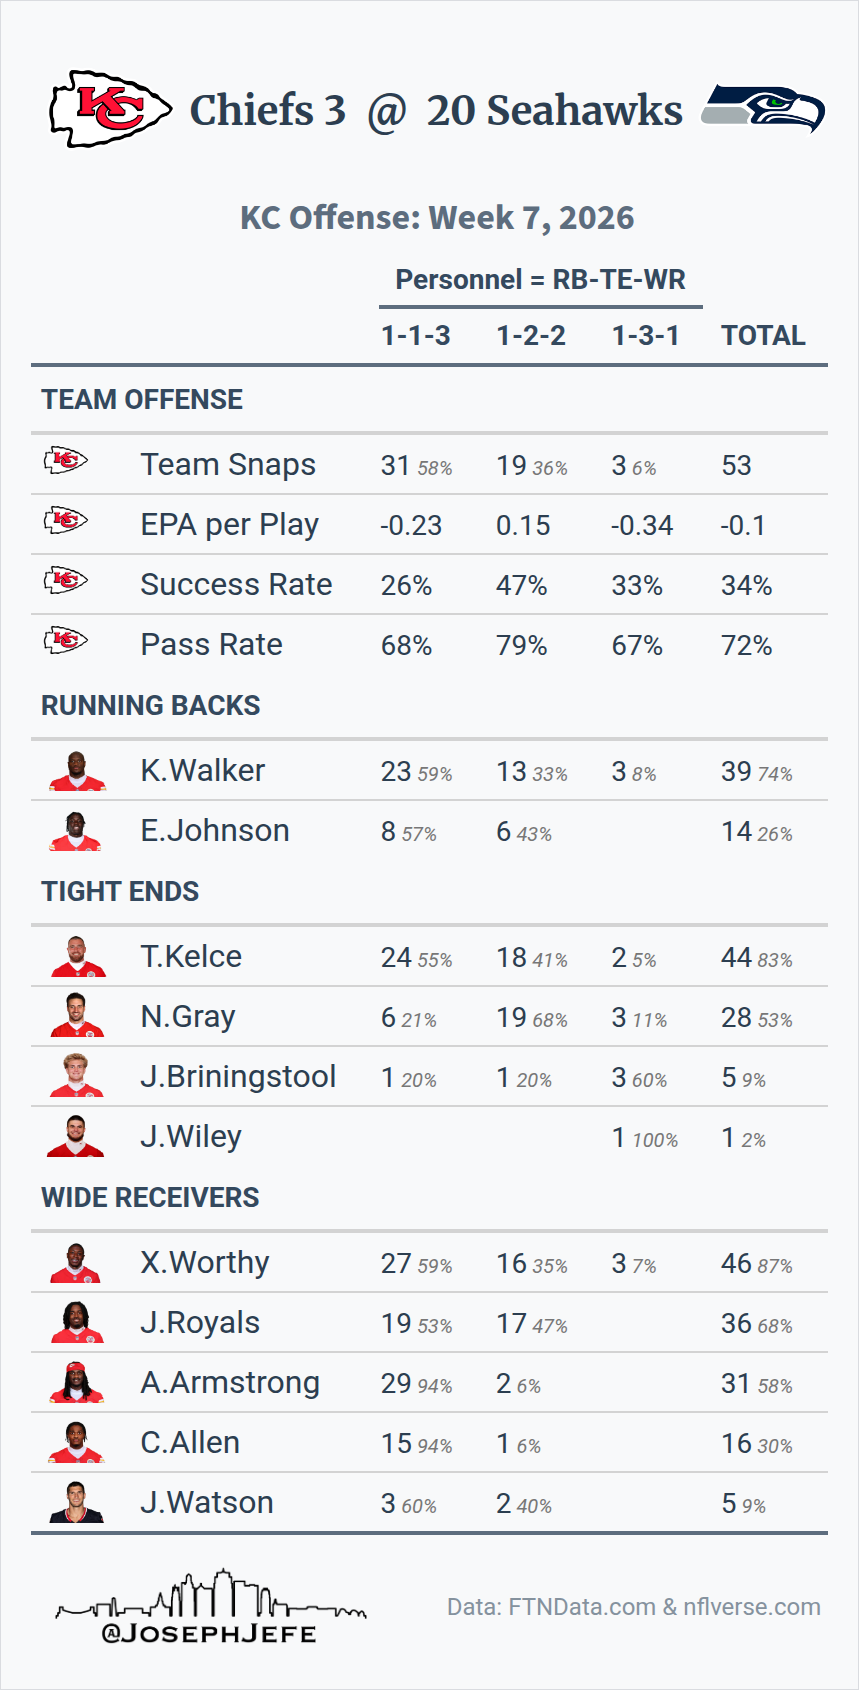 Chiefs 3 @ 20 Seahawks
KC Offense: Week 7, 2026
Personnel = RB-TE-WR
1-1-3 1-2-2 1-3-1 TOTAL
TEAM OFFENSE
KC Team Snaps 31 58% 19 36% 3 6% 53
KC EPA per Play -0.23 0.15 -0.34 -0.1
KC Success Rate 26% 47% 33% 34%
KC Pass Rate 68% 79% 67% 72%
RUNNING BACKS
K.Walker 23 59% 13 33% 3 8% 39 74%
E.Johnson 8 57% 6 43% 14 26%
TIGHT ENDS
T.Kelce 24 55% 18 41% 2 5% 44 83%
N.Gray 6 21% 19 68% 3 11% 28 53%
J.Briningstool 1 20% 1 20% 3 60% 5 9%
J.Wiley 1 100% 1 2%
WIDE RECEIVERS
X.Worthy 27 59% 16 35% 3 7% 46 87%
J.Royals 19 53% 17 47% 36 68%
A.Armstrong 29 94% 2 6% 31 58%
C.Allen 15 94% 1 6% 16 30%
J.Watson 3 60% 2 40% 5 9%
@JOSEPHJEFE
Data: FTNData.com & nflverse.com